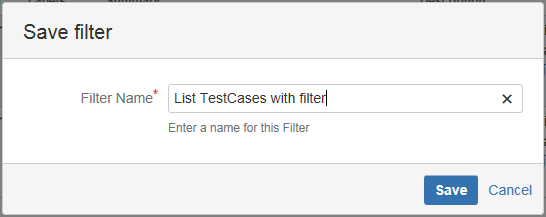 Save filter
Filter Name*
List TestCases with filter
Enter a name for this Filter
Save Cancel